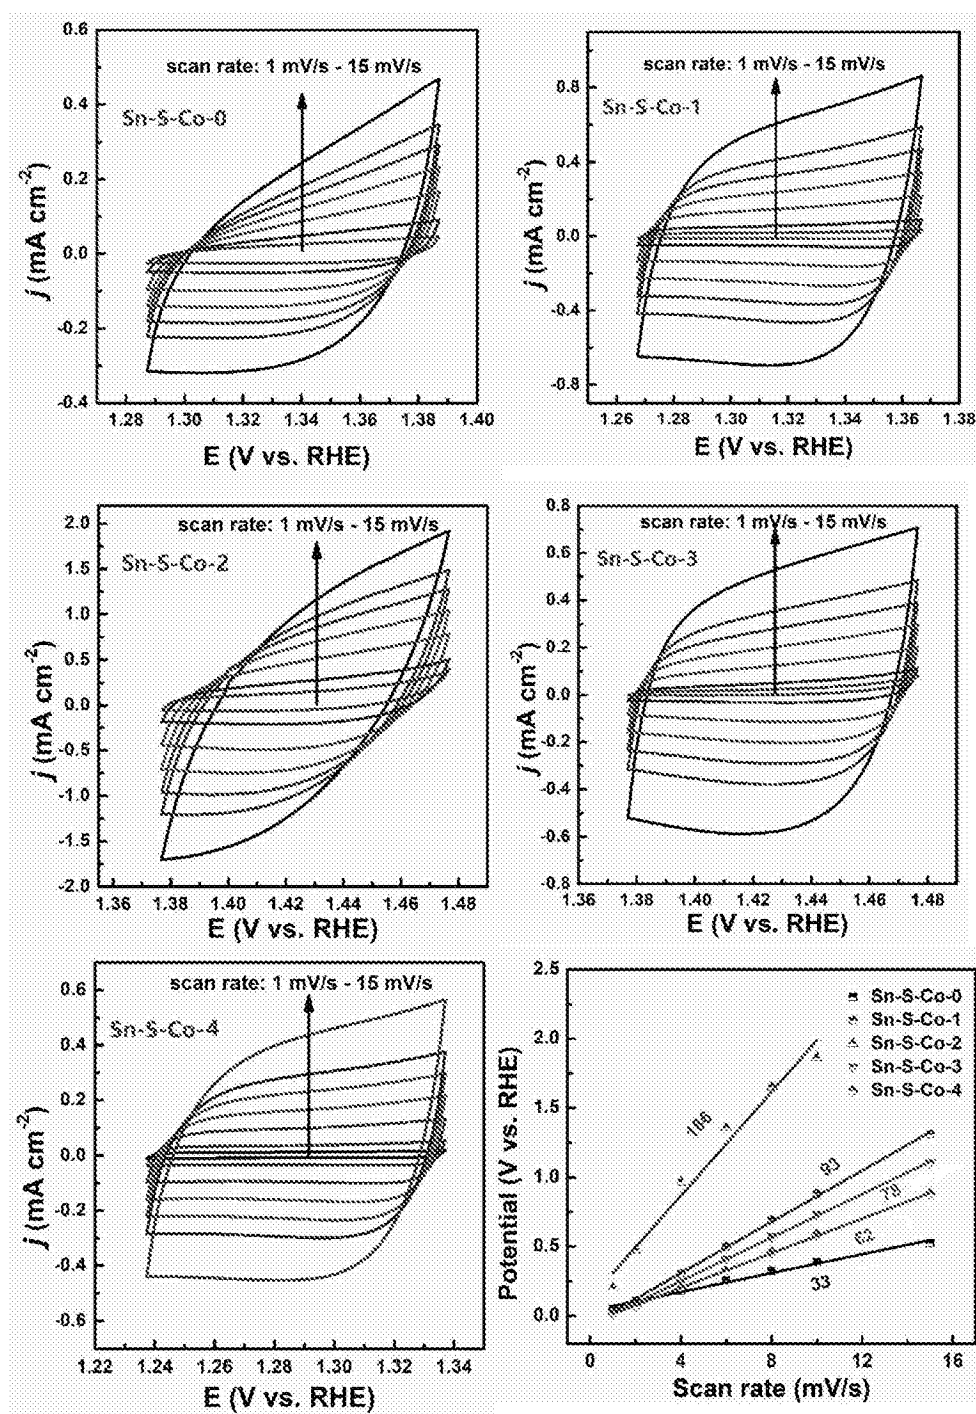 scan rate: 1 mV/s - 15 mV/s
Sn-S-Co-0
0.6
0.4
0.2
0.0
-0.2
-0.4
j (mA cm-2)
1.28 1.30 1.32 1.34 1.36 1.38 1.40
E (V vs. RHE)
scan rate: 1 mV/s - 15 mV/s
Sn-S-Co-1
0.8
0.4
0.0
-0.4
-0.8
j (mA cm-2)
1.26 1.28 1.30 1.32 1.34 1.36 1.38
E (V vs. RHE)
scan rate: 1 mV/s - 15 mV/s
Sn-S-Co-2
2.0
1.5
1.0
0.5
0.0
-0.5
-1.0
-1.5
-2.0
j (mA cm-2)
1.36 1.38 1.40 1.42 1.44 1.46 1.48
E (V vs. RHE)
scan rate: 1 mV/s - 15 mV/s
Sn-S-Co-3
0.8
0.6
0.4
0.2
0.0
-0.2
-0.4
-0.6
-0.8
j (mA cm-2)
1.36 1.38 1.40 1.42 1.44 1.46 1.48
E (V vs. RHE)
scan rate: 1 mV/s - 15 mV/s
Sn-S-Co-4
0.6
0.4
0.2
0.0
-0.2
-0.4
-0.6
j (mA cm-2)
1.22 1.24 1.26 1.28 1.30 1.32 1.34
E (V vs. RHE)
2.5
2.0
1.5
1.0
0.5
0.0
Potential (V vs. RHE)
Sn-S-Co-0
Sn-S-Co-1
Sn-S-Co-2
Sn-S-Co-3
Sn-S-Co-4
186
93
79
62
33
0 4 8 12 16
Scan rate (mV/s)